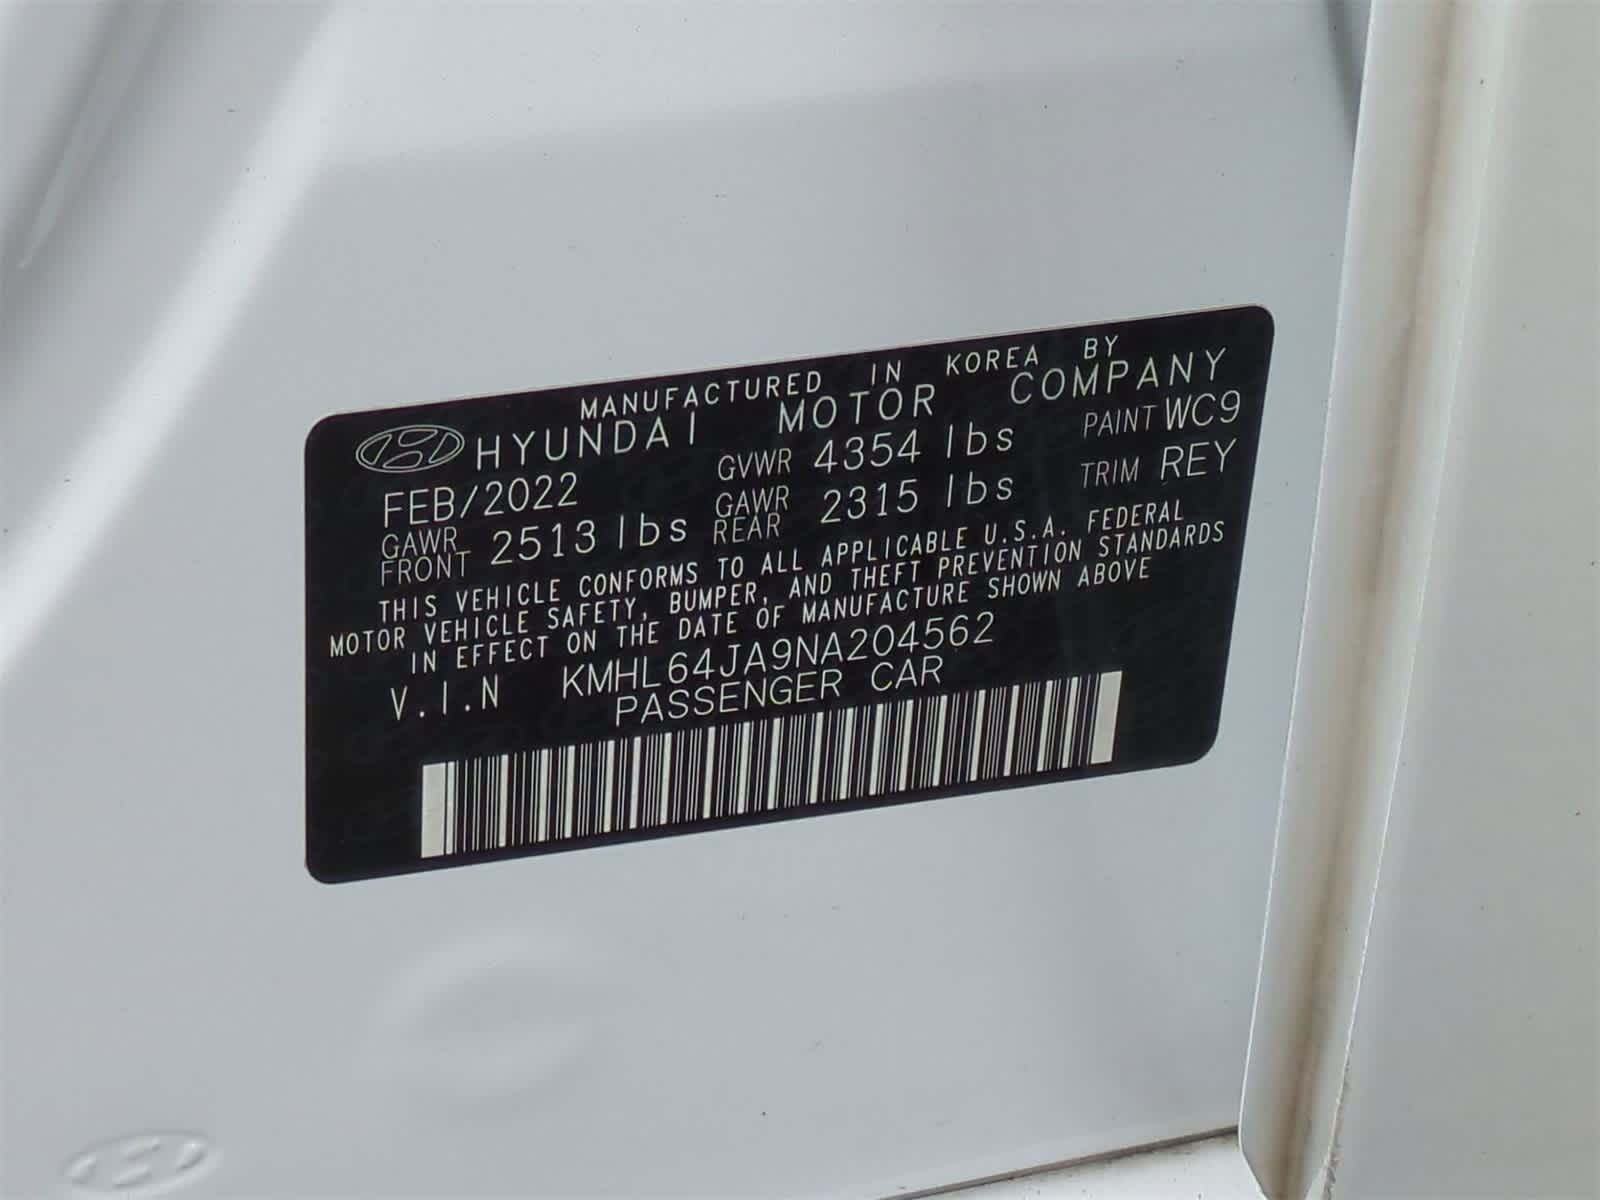 MANUFACTURED IN KOREA BY
HYUNDAI MOTOR COMPANY
FEB/2022 GVWR 4354 lbs PAINT WC9
GAWR FRONT 2513 lbs GAWR REAR 2315 lbs TRIM REY
THIS VEHICLE CONFORMS TO ALL APPLICABLE U.S.A. FEDERAL
MOTOR VEHICLE SAFETY, BUMPER, AND THEFT PREVENTION STANDARDS
IN EFFECT ON THE DATE OF MANUFACTURE SHOWN ABOVE
V.I.N KMHL64JA9NA204562
PASSENGER CAR